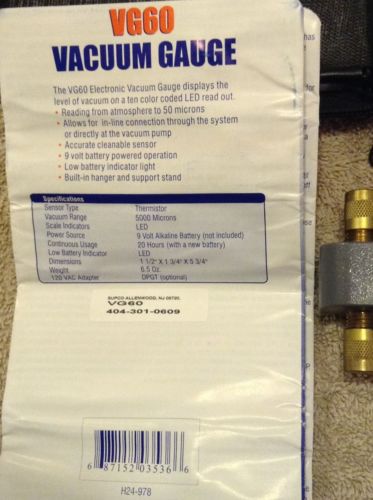 VG60
VACUUM GAUGE
The VG60 Electronic Vacuum Gauge displays the
level of vacuum on a ten color coded LED read out.
• Reading from atmosphere to 50 microns
• Allows for in-line connection through the system
or directly at the vacuum pump
• Accurate cleanable sensor
• 9 volt battery powered operation
• Low battery indicator light
• Built-in hanger and support stand
Specifications
Sensor Type Thermistor
Vacuum Range 5000 Microns
Scale Indicators LED
Power Source 9 Volt Alkaline Battery (not included)
Continuous Usage 20 Hours (with a new battery)
Low Battery Indicator LED
Dimensions 1 1/2" X 1 3/4" X 5 3/4"
Weight 6.5 Oz.
120 VAC Adapter DPGT (optional)
SUPCO ALLENWOOD, NJ 08720,
VG60
404-301-0609
6 87152 03536 6
H24-978